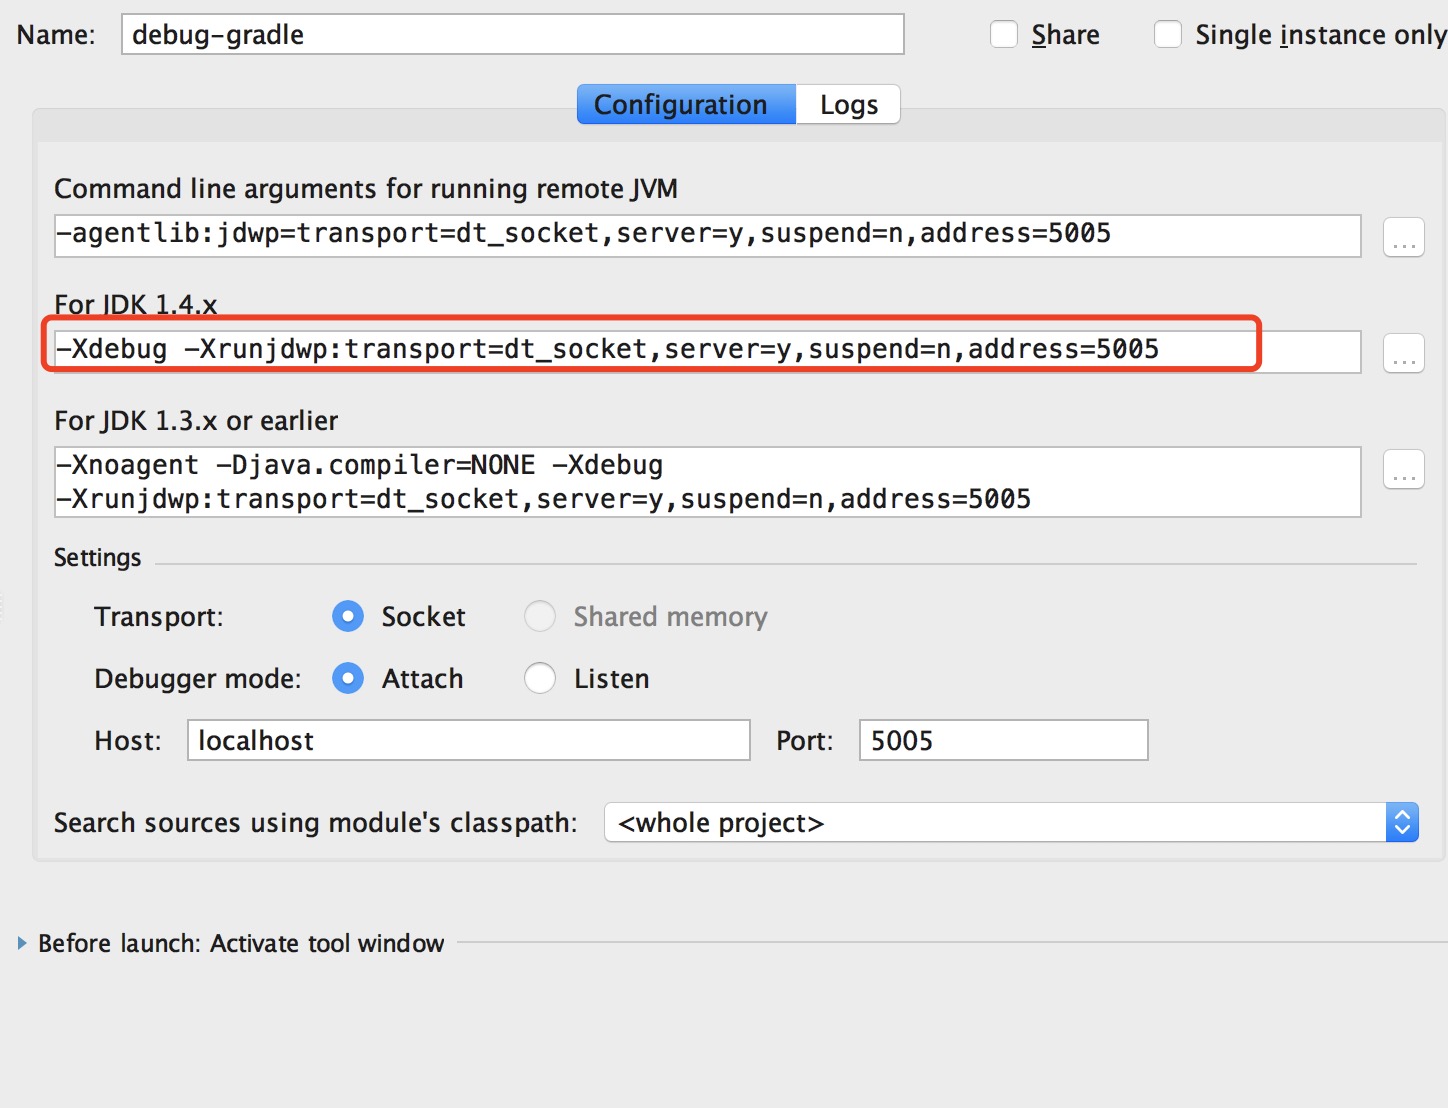 Name: debug-gradle Share Single instance only
Configuration Logs
Command line arguments for running remote JVM
-agentlib:jdwp=transport=dt_socket,server=y,suspend=n,address=5005
...
For JDK 1.4.x
-Xdebug -Xrunjdwp:transport=dt_socket,server=y,suspend=n,address=5005
...
For JDK 1.3.x or earlier
-Xnoagent -Djava.compiler=NONE -Xdebug
...
-Xrunjdwp:transport=dt_socket,server=y,suspend=n,address=5005
Settings
Transport: Socket Shared memory
Debugger mode: Attach Listen
Host: localhost Port: 5005
Search sources using module's classpath: <whole project>
Before launch: Activate tool window